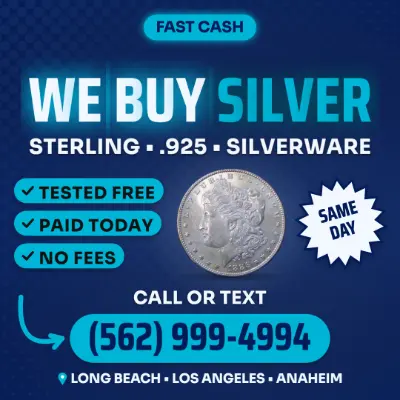 FAST CASH
WE BUY SILVER
STERLING ▪ .925 ▪ SILVERWARE
✓ TESTED FREE
✓ PAID TODAY
✓ NO FEES
SAME
DAY
CALL OR TEXT
(562) 999-4994
LONG BEACH ▪ LOS ANGELES ▪ ANAHEIM